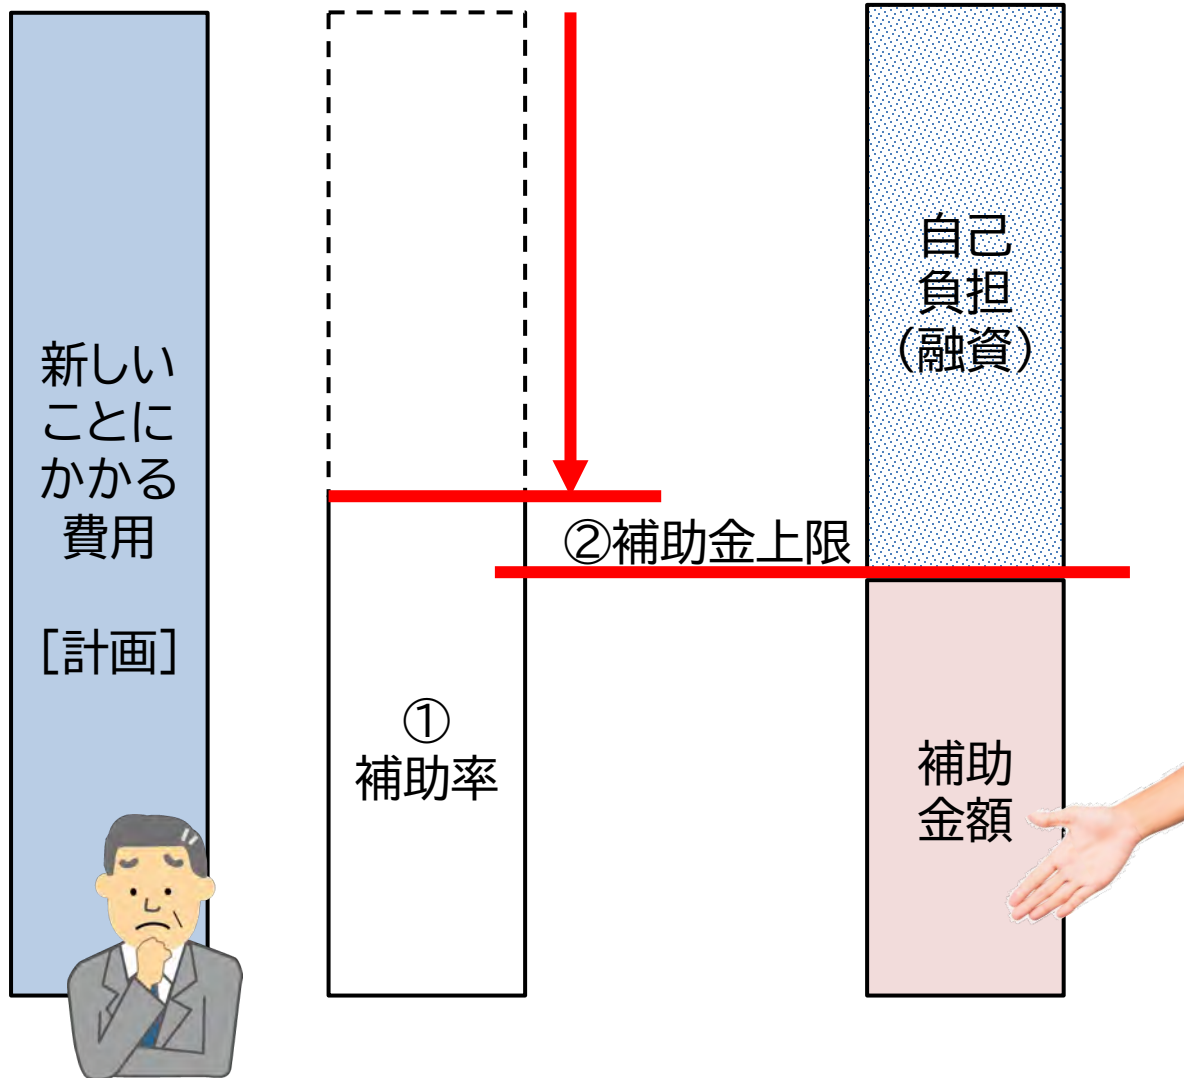 新しい
ことに
かかる
費用
[計画]
①
補助率
②補助金上限
自己
負担
(融資)
補助
金額